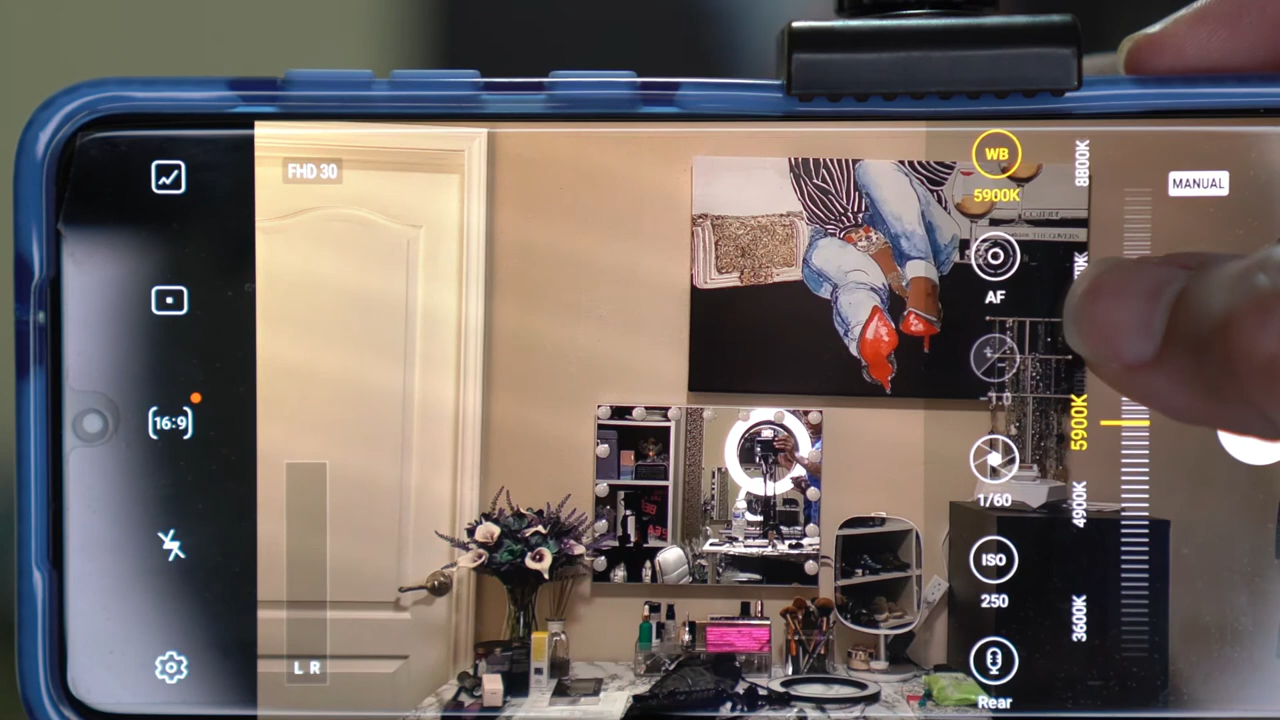 FHD 30
16:9
L R
WB
5900K
AF
-1.0
1/60
ISO
250
Rear
8800K
5900K
4900K
3600K
MANUAL